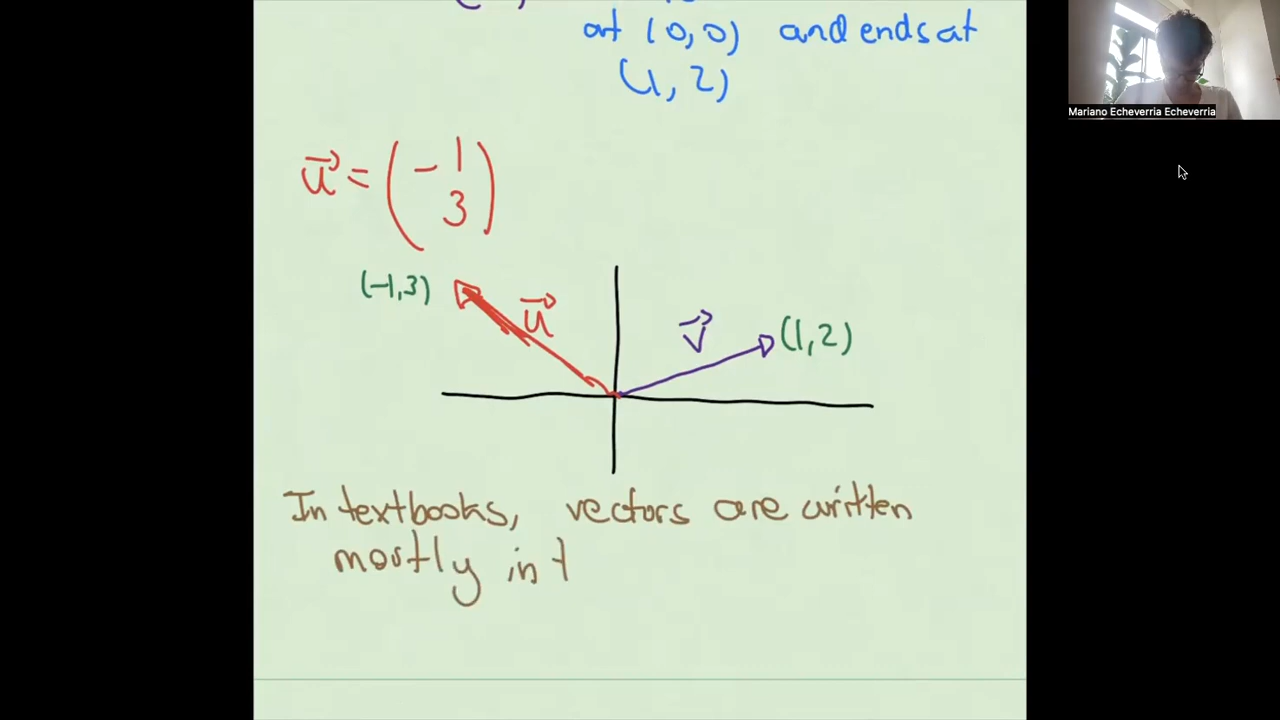 at (0,0) and ends at
(1, 2)
Mariano Echeverria Echeverria
u⃗ = (-1
3)
(-1,3)
u⃗
v⃗
(1,2)
In textbooks, vectors are written
mostly in t